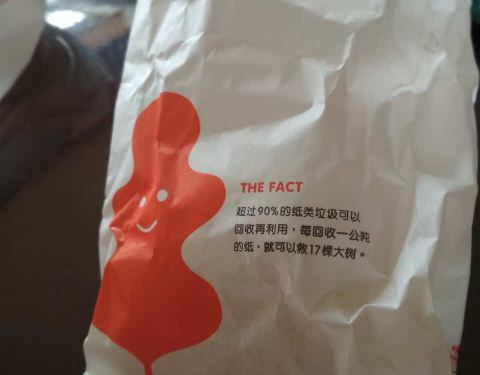 THE FACT
超过90%的纸类垃圾可以
回收再利用，每回收一公吨
的纸，就可以救17棵大树。